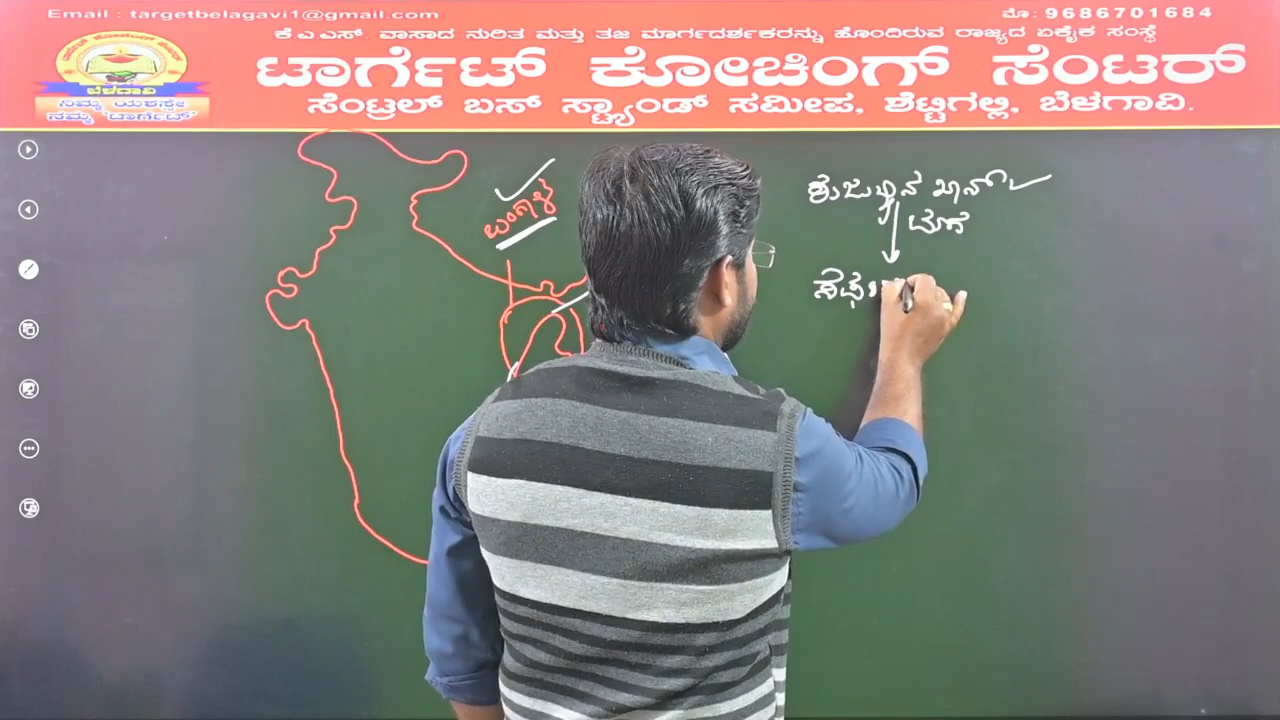 Email : targetbelagavi1@gmail.com
ಮೊ: 9686701684
ಕೆ.ಎ.ಎಸ್. ಪಾಸಾದ ನುರಿತ ಮತ್ತು ತಜ್ಞ ಮಾರ್ಗದರ್ಶಕರನ್ನು ಹೊಂದಿರುವ ರಾಜ್ಯದ ಏಕೈಕ ಸಂಸ್ಥೆ
ಟಾರ್ಗೆಟ್ ಕೋಚಿಂಗ್ ಸೆಂಟರ್
ಸೆಂಟ್ರಲ್ ಬಸ್ ಸ್ಟ್ಯಾಂಡ್ ಸಮೀಪ, ಶೆಟ್ಟಿಗಲ್ಲಿ, ಬೆಳಗಾವಿ.
ಬೆಳಗಾವಿ
ನಿಮ್ಮ ಯಶಸ್ಸೇ
ನಮ್ಮ 'ಟಾರ್ಗೆಟ್'
ಬಂಗಾಳ
ಖಾನ್